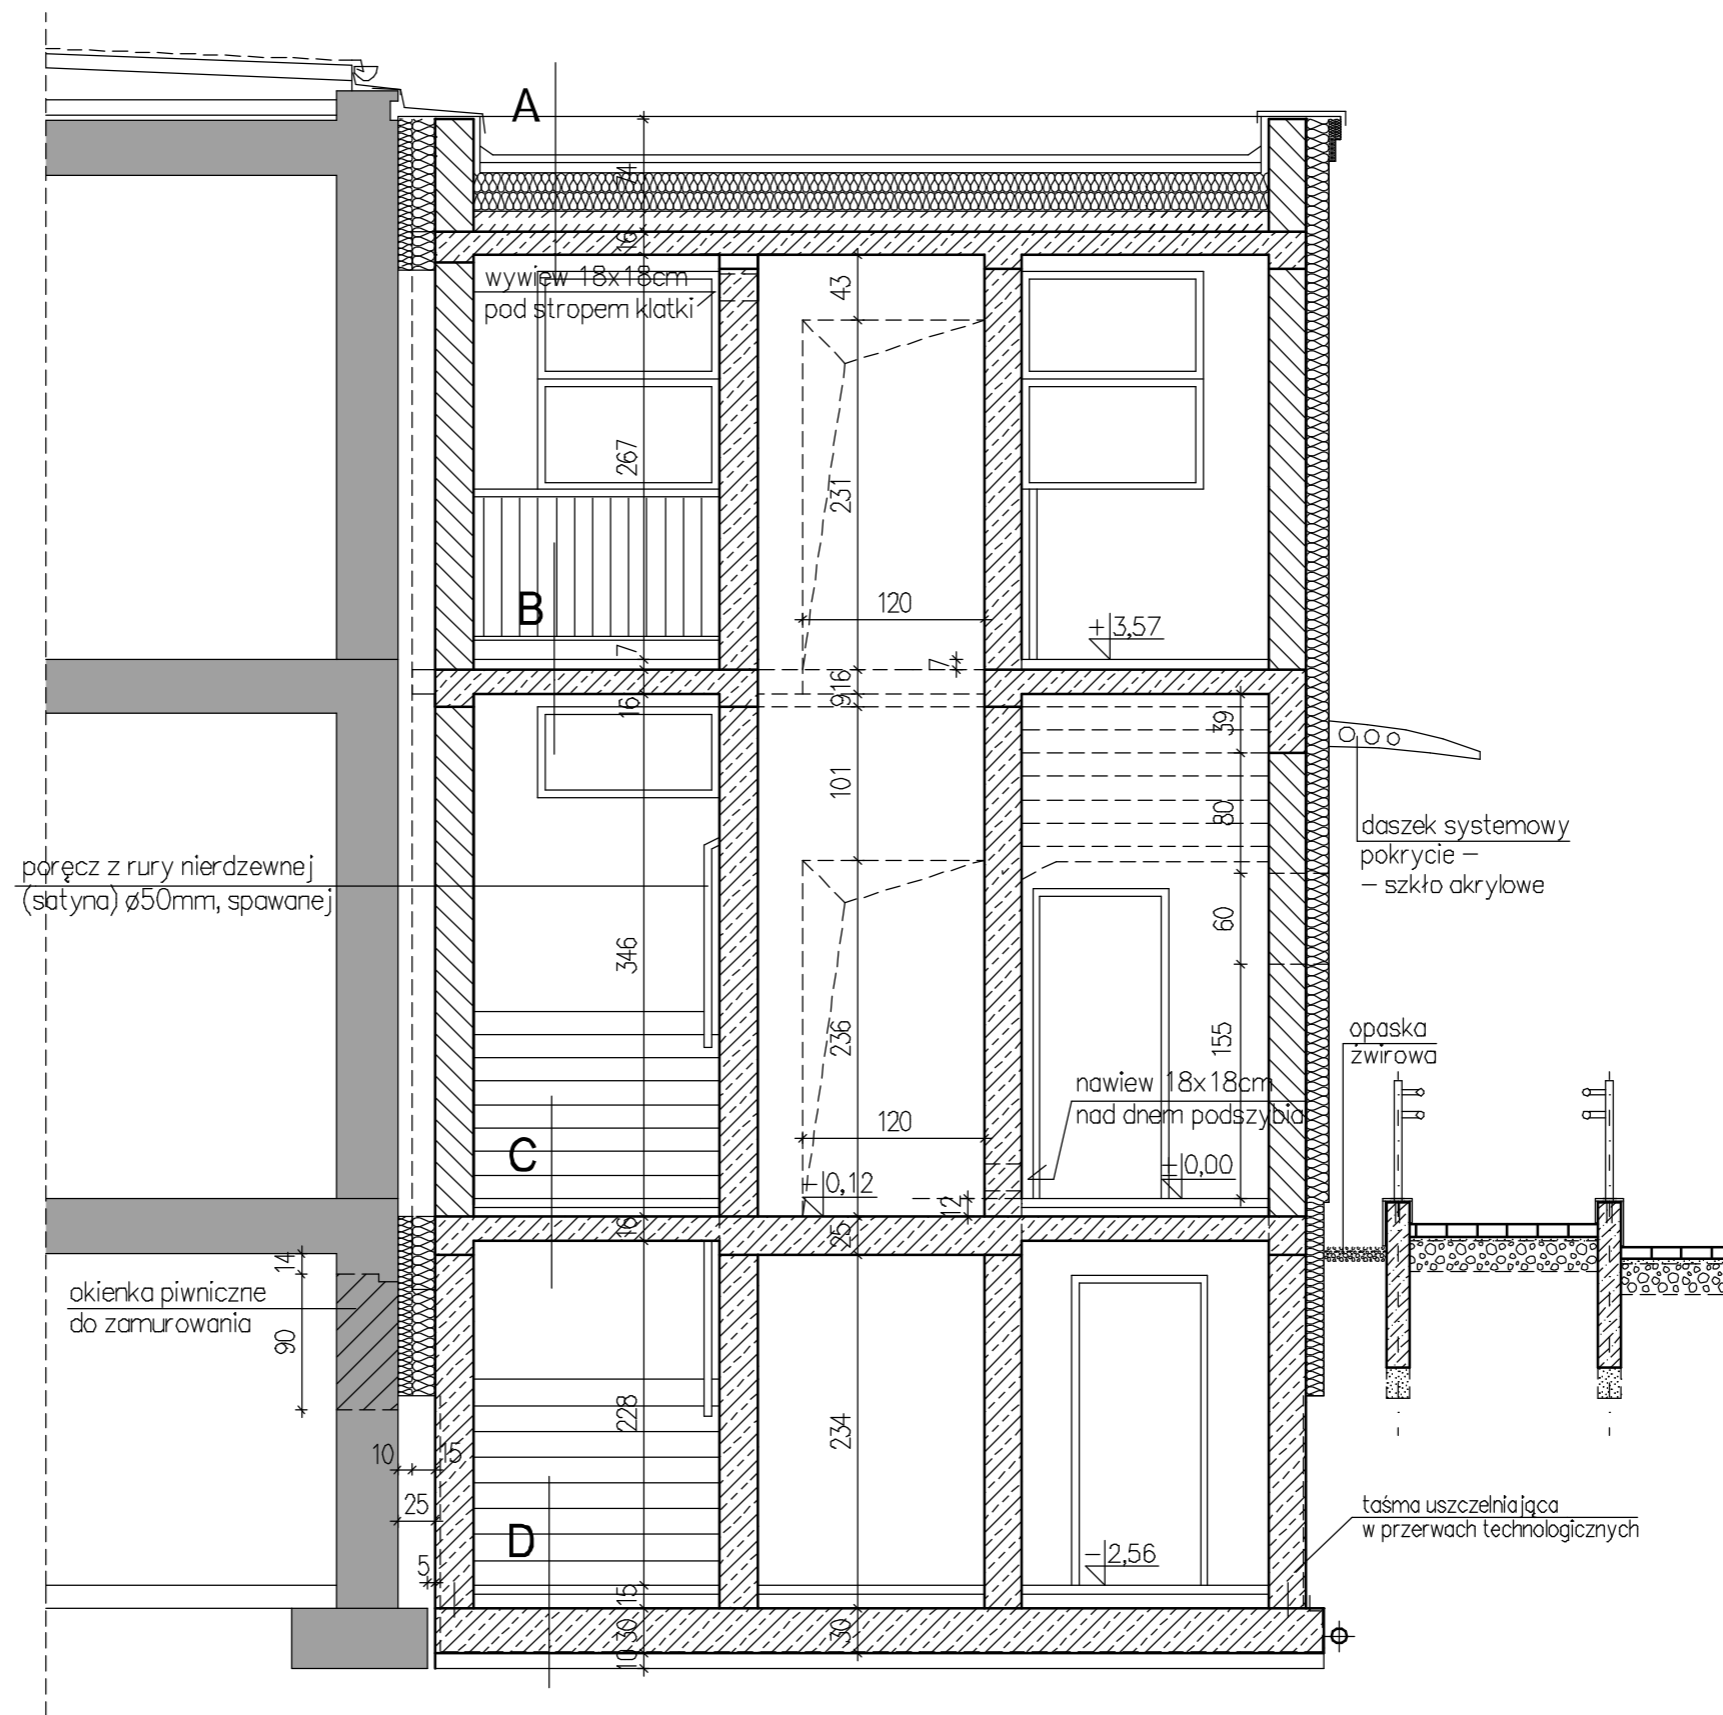 A
74
16
wywiew 18x18cm
pod stropem klatki
43
267
231
B
120
+3,57
7
7
16
9
16
39
101
80
daszek systemowy
pokrycie –
– szkło akrylowe
poręcz z rury nierdzewnej
(satyna) ø50mm, spawanej
60
346
236
155
opaska
żwirowa
nawiew 18x18cm
nad dnem podszybia
120
C
+0,12
±0,00
12
16
25
14
okienka piwniczne
do zamurowania
90
228
234
10
15
25
taśma uszczelniająca
w przerwach technologicznych
D
–2,56
5
15
30
30
10